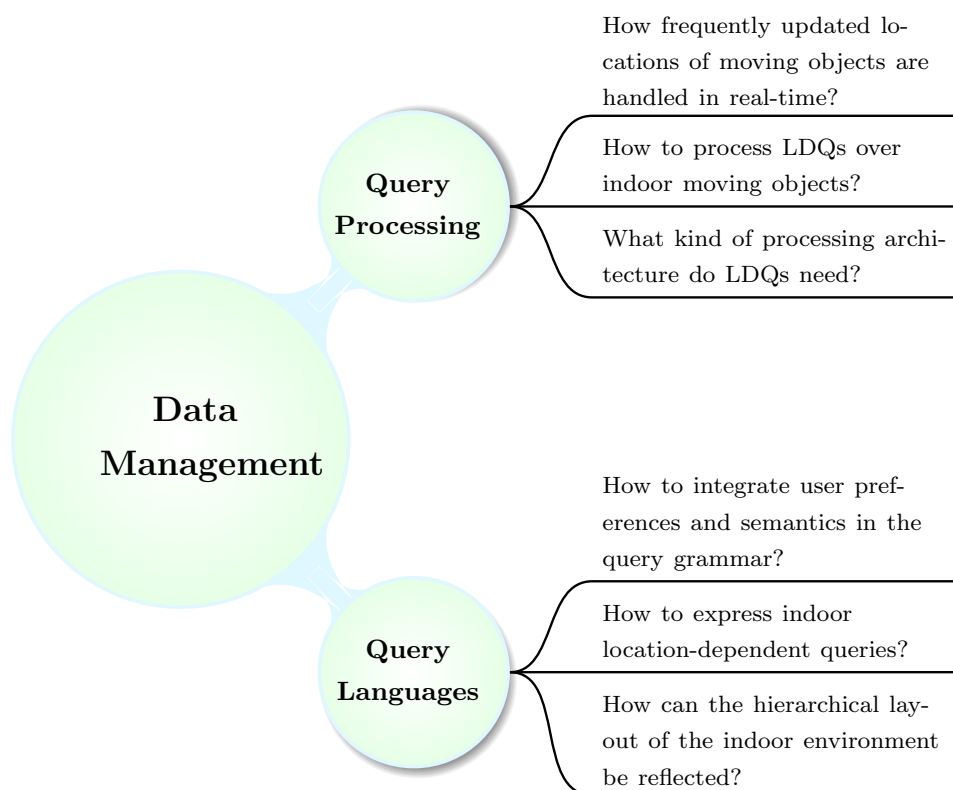 Data
Management
Query
Processing
How frequently updated lo-
cations of moving objects are
handled in real-time?
How to process LDQs over
indoor moving objects?
What kind of processing archi-
tecture do LDQs need?
Query
Languages
How to integrate user pref-
erences and semantics in the
query grammar?
How to express indoor
location-dependent queries?
How can the hierarchical lay-
out of the indoor environment
be reflected?